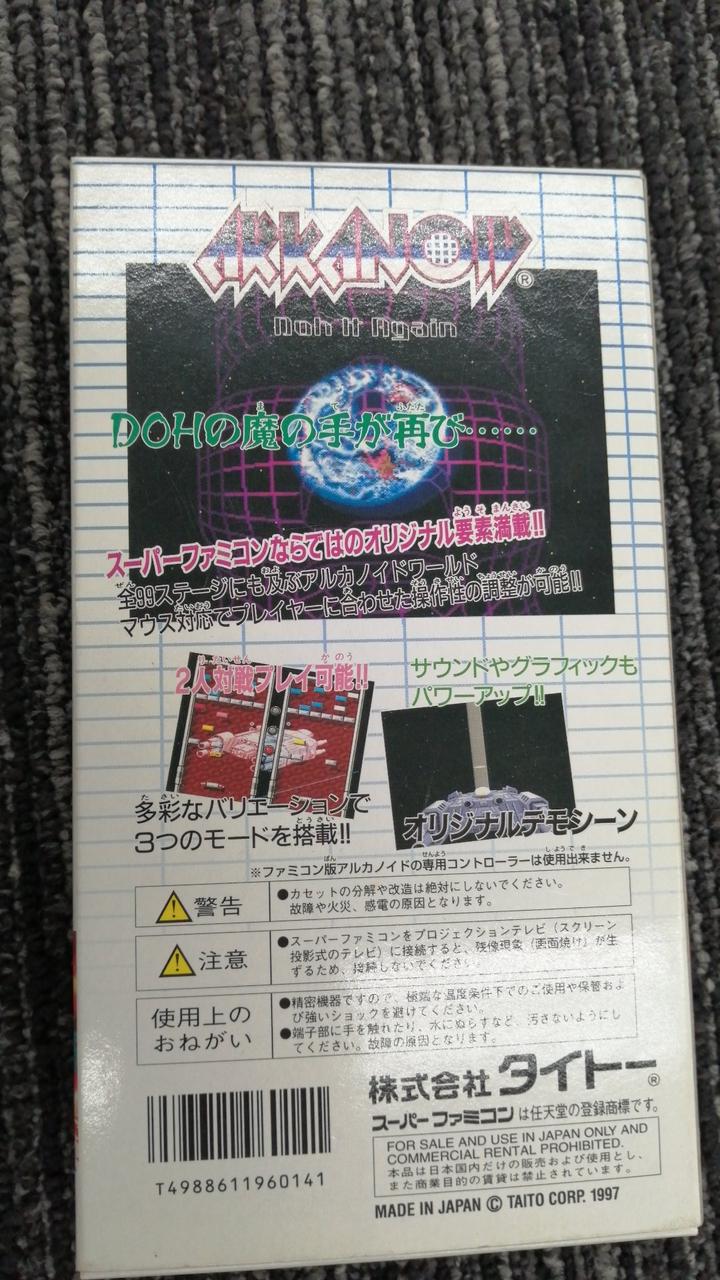 ARKANOID®
Doh It Again
DOHの魔の手が再び……
スーパーファミコンならではのオリジナル要素満載!!
全99ステージにも及ぶアルカノイドワールド
マウス対応でプレイヤーに合わせた操作性の調整が可能!!
2人対戦プレイ可能!!
多彩なバリエーションで
3つのモードを搭載!!
サウンドやグラフィックも
パワーアップ!!
オリジナルデモシーン
※ファミコン版アルカノイドの専用コントローラーは使用出来ません。
警告
●カセットの分解や改造は絶対にしないでください。
故障や火災、感電の原因となります。
注意
●スーパーファミコンをプロジェクションテレビ(スクリーン
投影式のテレビ)に接続すると、残像現象(画面焼け)が生
ずるため、接続しないでください。
使用上の
おねがい
●精密機器ですので、極端な温度条件下でのご使用や保管およ
び強いショックを避けてください。
●端子部に手を触れたり、水にぬらすなど、汚さないようにし
てください。故障の原因となります。
株式会社タイトー®
スーパーファミコンは任天堂の登録商標です。
FOR SALE AND USE IN JAPAN ONLY AND
COMMERCIAL RENTAL PROHIBITED.
本品は日本国内だけの販売および使用とし、
また商業目的の賃貸は禁止されています。
MADE IN JAPAN © TAITO CORP. 1997
T4988611960141